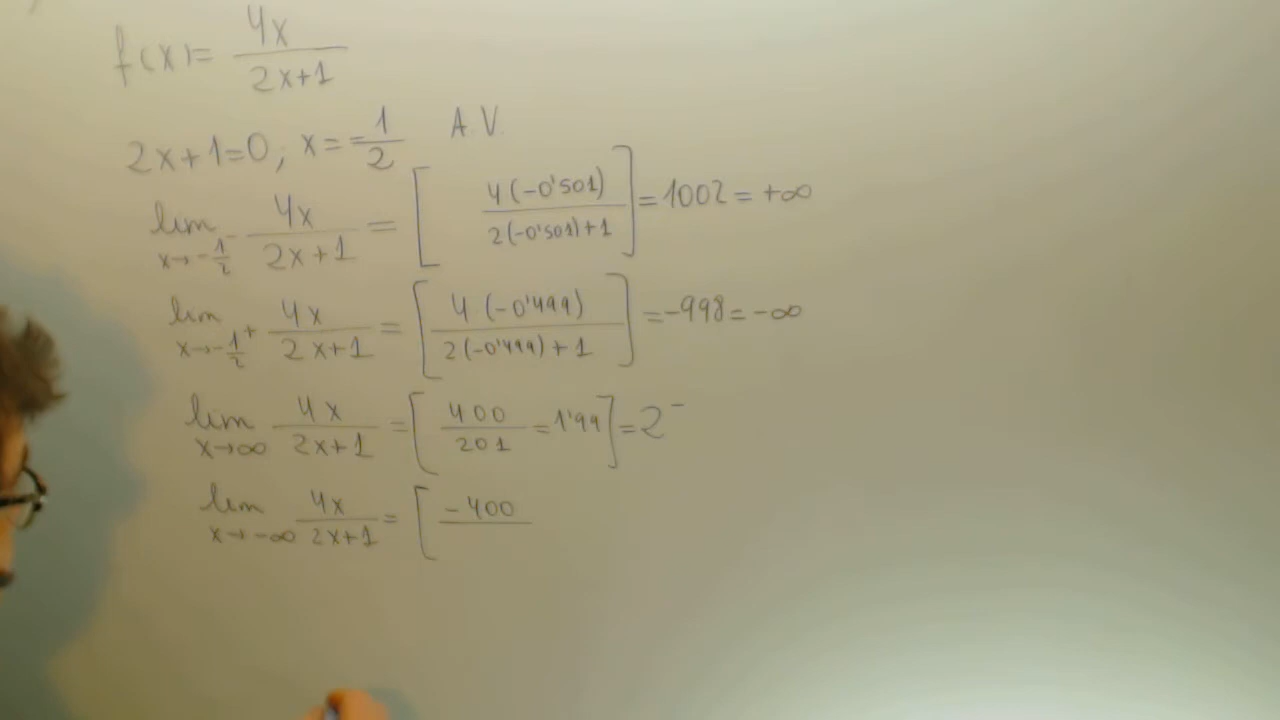 f(x) = 4x / 2x+1
2x+1=0; x=-1/2 A.V.
lim x→-1/2⁻ 4x / 2x+1 = [4(-0'501) / 2(-0'501)+1] = 1002 = +∞
lim x→-1/2⁺ 4x / 2x+1 = [4(-0'499) / 2(-0'499)+1] = -998 = -∞
lim x→∞ 4x / 2x+1 = [400 / 201 = 1'99] = 2⁻
lim x→-∞ 4x / 2x+1 = [-400